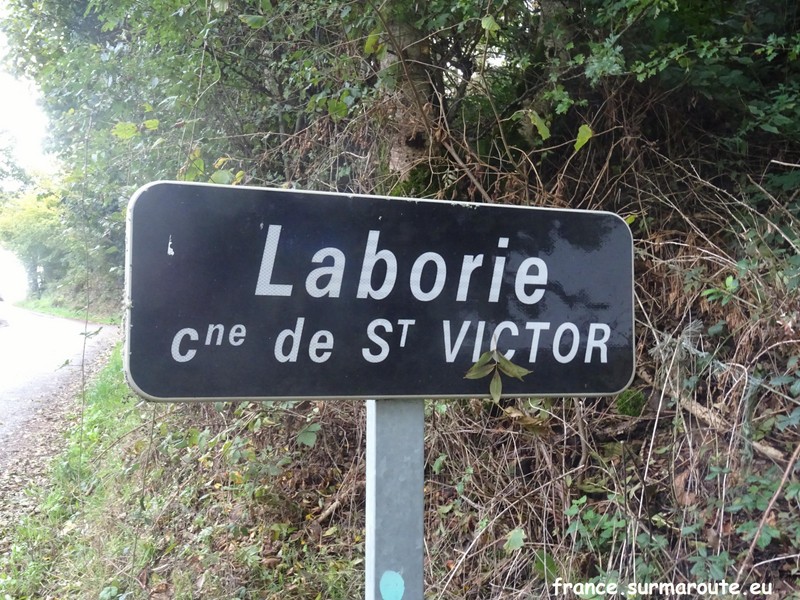 Laborie
cne de ST VICTOR
france.surmaroute.eu